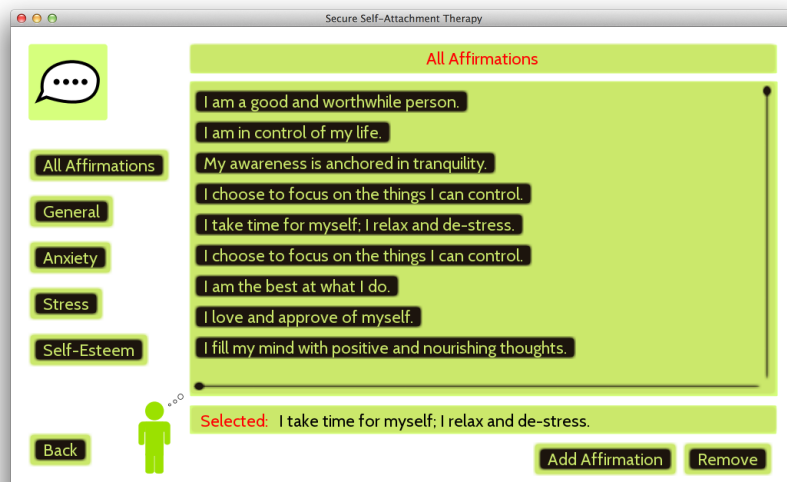 Secure Self-Attachment Therapy
All Affirmations
I am a good and worthwhile person.
I am in control of my life.
My awareness is anchored in tranquility.
I choose to focus on the things I can control.
I take time for myself; I relax and de-stress.
I choose to focus on the things I can control.
I am the best at what I do.
I love and approve of myself.
I fill my mind with positive and nourishing thoughts.
All Affirmations
General
Anxiety
Stress
Self-Esteem
Selected: I take time for myself; I relax and de-stress.
Back
Add Affirmation
Remove